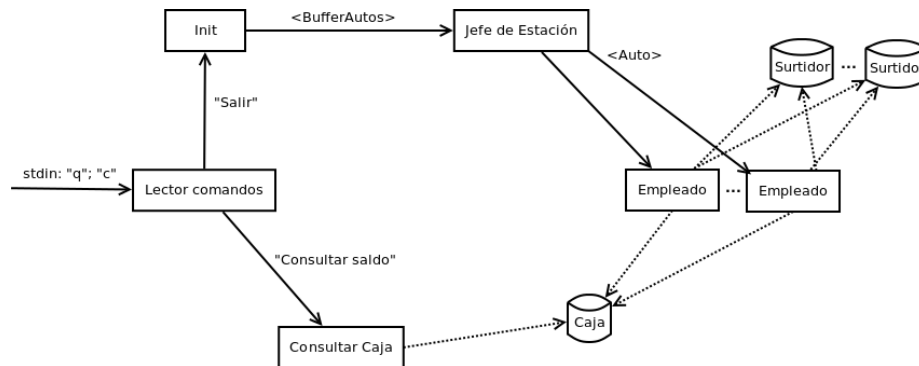 <BufferAutos>
Init
Jefe de Estación
<Auto>
Surtidor
...
Surtido
"Salir"
stdin: "q"; "c"
Lector comandos
Empleado
...
Empleado
"Consultar saldo"
Caja
Consultar Caja